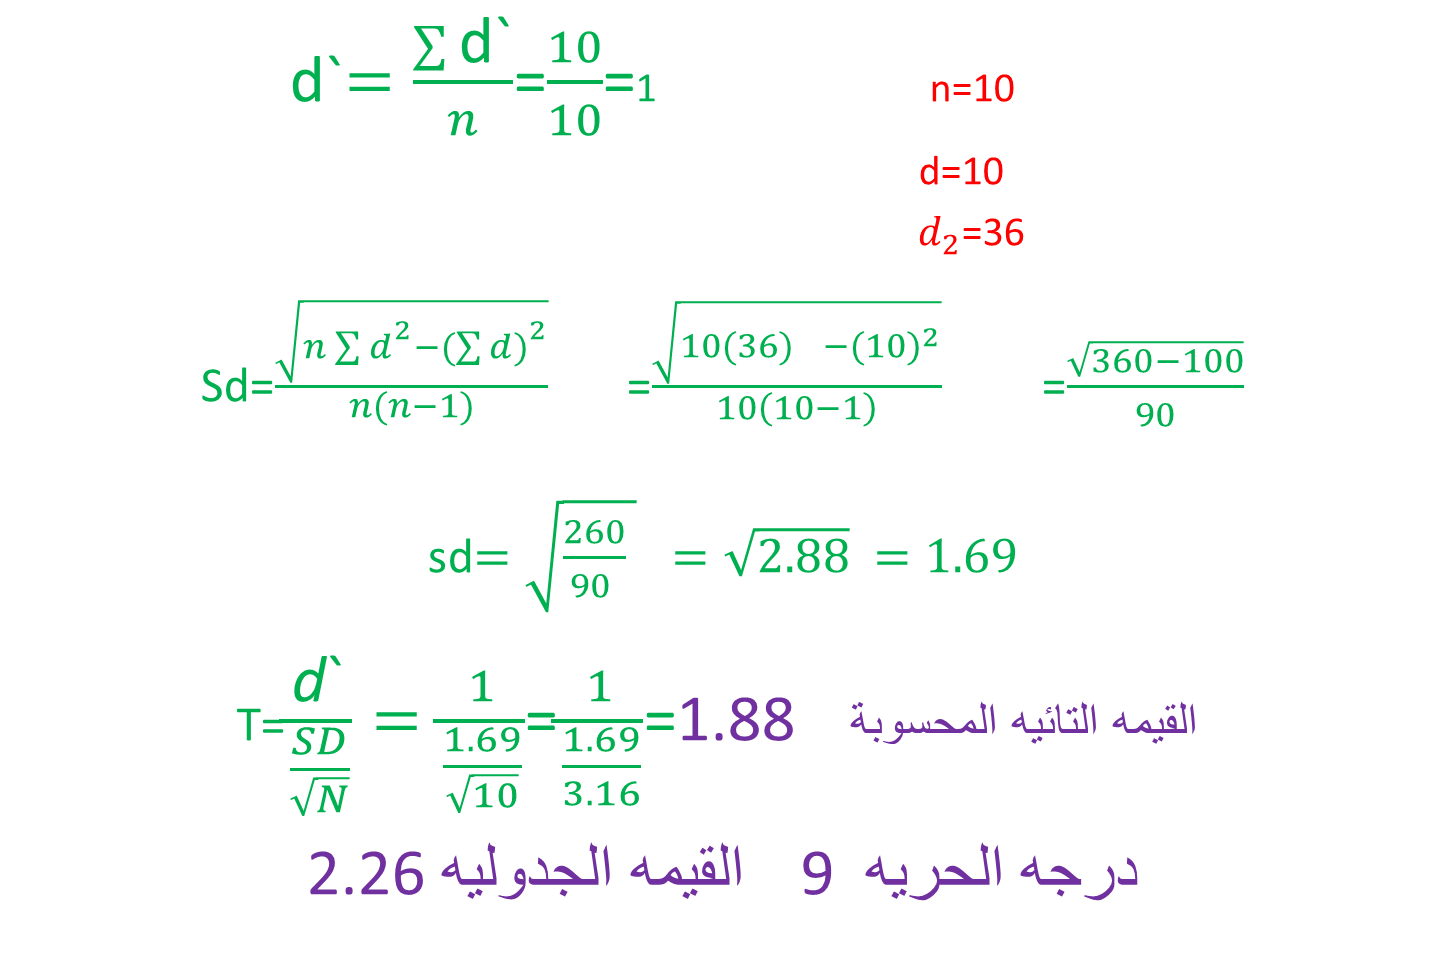 d`= ∑ d`/n = 10/10 = 1
n=10
d=10
d₂=36
Sd= √(n ∑ d² −(∑ d)²)/n(n−1) = √(10(36) −(10)²)/10(10−1) = √(360−100)/90
sd= √(260/90) = √2.88 = 1.69
T= d`/(SD/√N) = 1/(1.69/√10) = 1/(1.69/3.16) =1.88 القيمه التائيه المحسوبة
درجه الحريه 9 القيمه الجدوليه 2.26